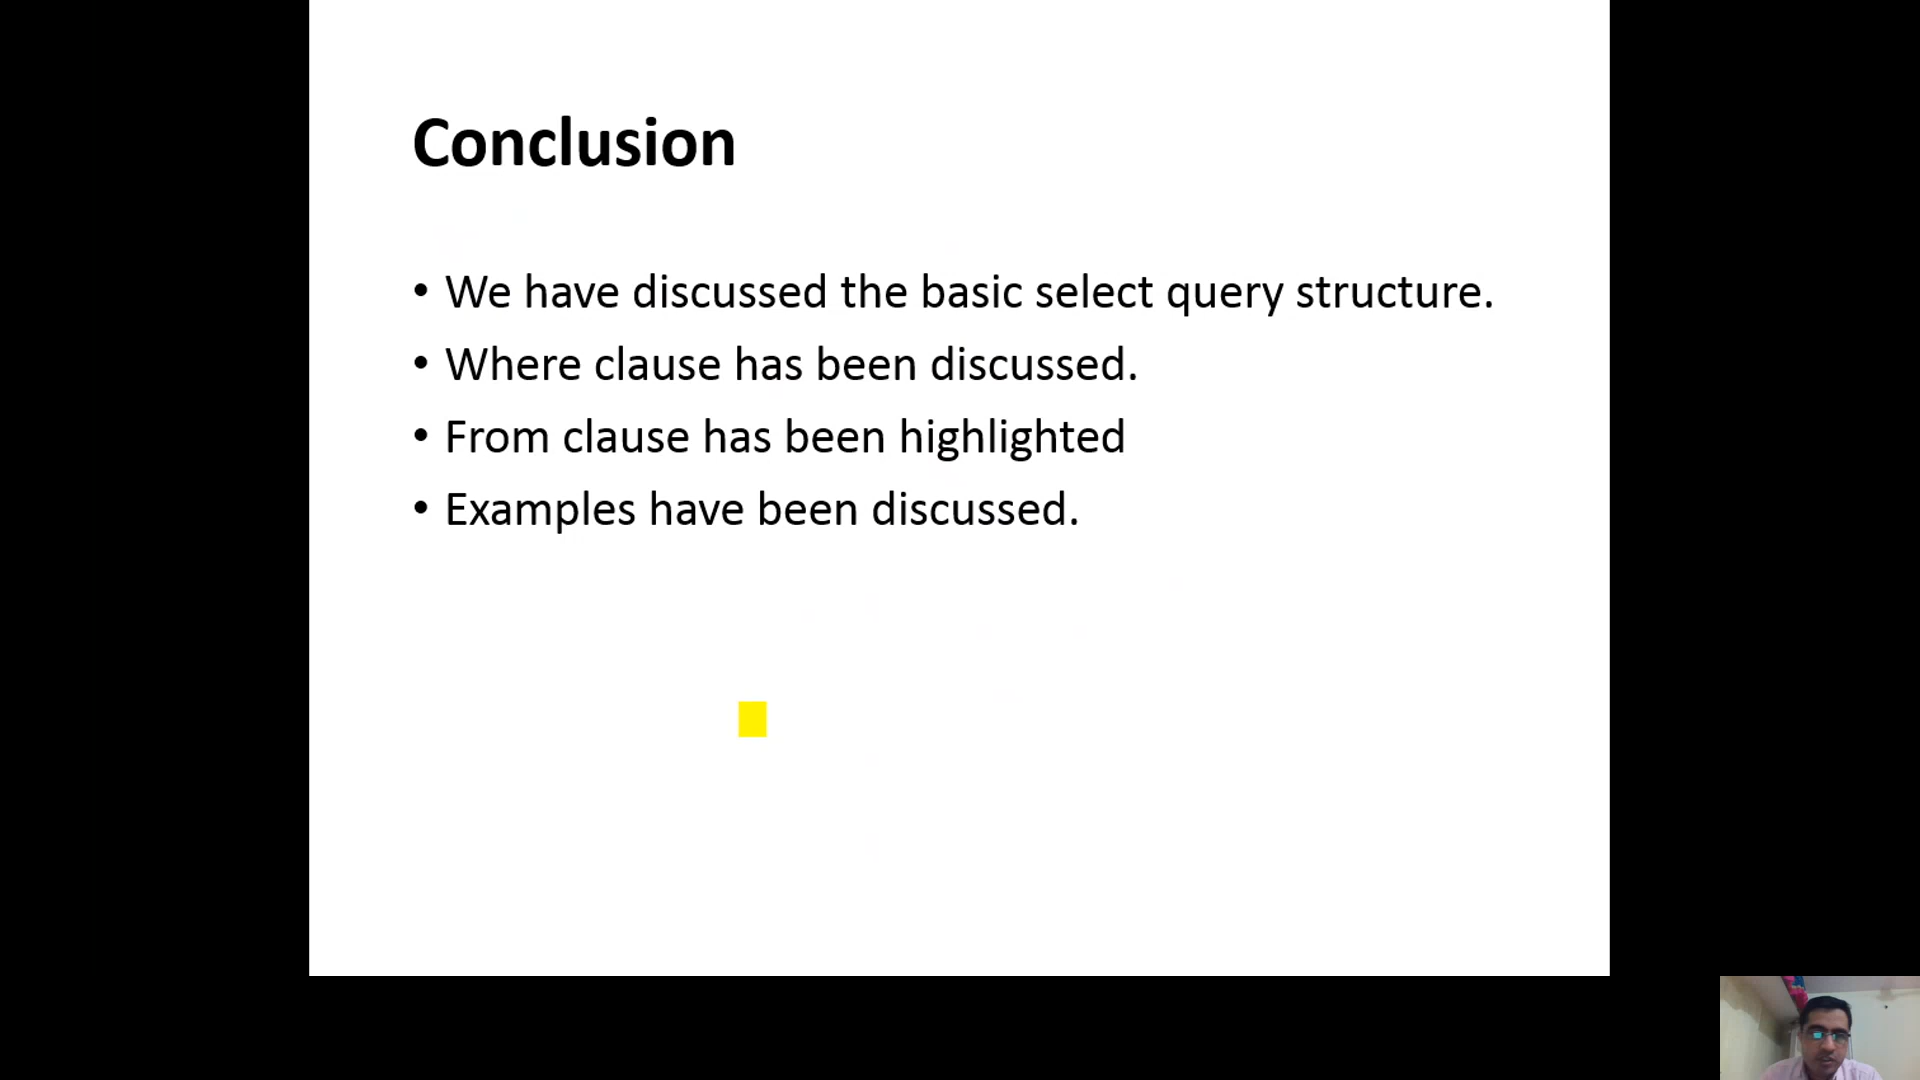 Conclusion
• We have discussed the basic select query structure.
• Where clause has been discussed.
• From clause has been highlighted
• Examples have been discussed.